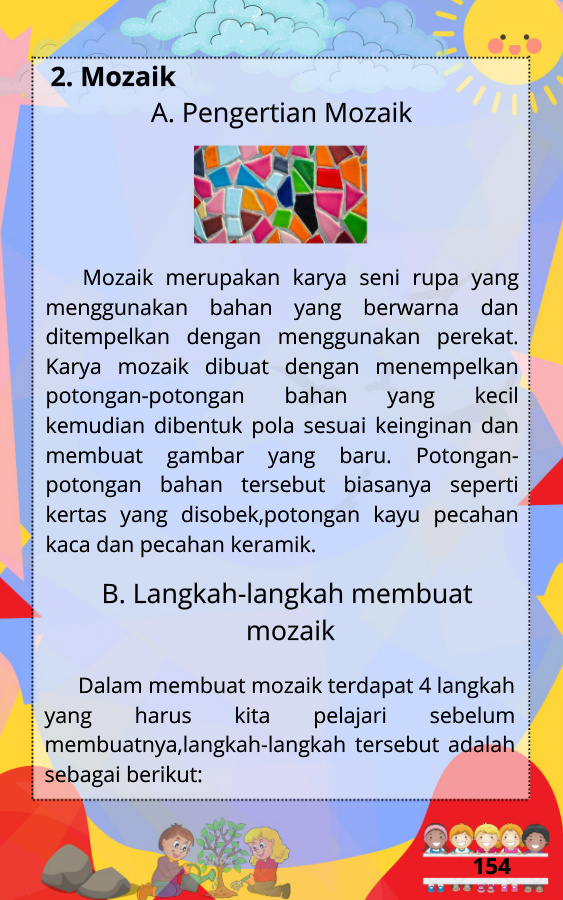 2. Mozaik
A. Pengertian Mozaik
Mozaik merupakan karya seni rupa yang
menggunakan bahan yang berwarna dan
ditempelkan dengan menggunakan perekat.
Karya mozaik dibuat dengan menempelkan
potongan-potongan bahan yang kecil
kemudian dibentuk pola sesuai keinginan dan
membuat gambar yang baru. Potongan-
potongan bahan tersebut biasanya seperti
kertas yang disobek,potongan kayu pecahan
kaca dan pecahan keramik.
B. Langkah-langkah membuat
mozaik
Dalam membuat mozaik terdapat 4 langkah
yang harus kita pelajari sebelum
membuatnya,langkah-langkah tersebut adalah
sebagai berikut:
154